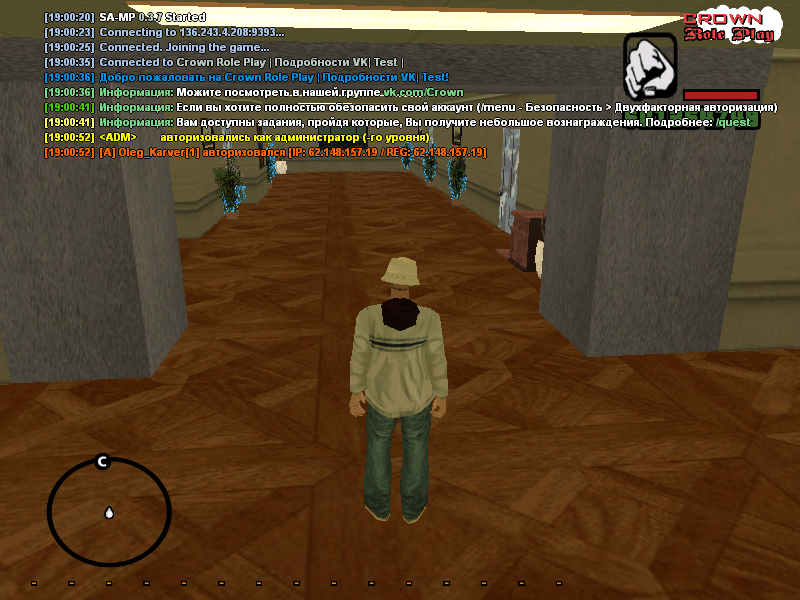 [19:00:20] SA-MP 0.3.7 Started
[19:00:23] Connecting to 136.243.4.208:9393...
[19:00:25] Connected. Joining the game...
[19:00:35] Connected to Crown Role Play | Подробности VK| Test |
[19:00:36] Добро пожаловать на Crown Role Play | Подробности VK| Test!
[19:00:36] Информация: Можите посмотреть в нашей группе vk.com/Crown
[19:00:41] Информация: Если вы хотите полностью обезопасить свой аккаунт (/menu - Безопасность > Двухфакторная авторизация)
[19:00:41] Информация: Вам доступны задания, пройдя которые, Вы получите небольшое вознаграждения. Подробнее: /quest
[19:00:52] <ADM> авторизовались как администратор (-го уровня)
[19:00:52] [A] Oleg_Karver[1] авторизовался [IP: 62.148.157.19 / REG: 62.148.157.19]
CROWN
Role Play
C